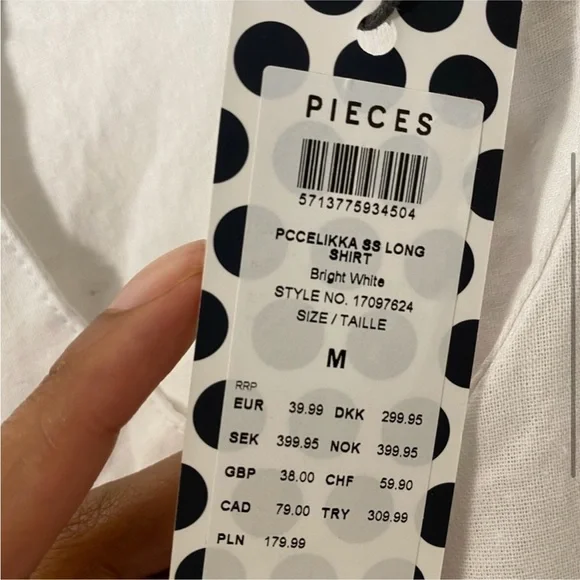 PIECES
5713775934504
PCCELIKKA SS LONG
SHIRT
Bright White
STYLE NO. 17097624
SIZE / TAILLE
M
RRP
EUR 39.99 DKK 299.95
SEK 399.95 NOK 399.95
GBP 38.00 CHF 59.90
CAD 79.00 TRY 309.99
PLN 179.99